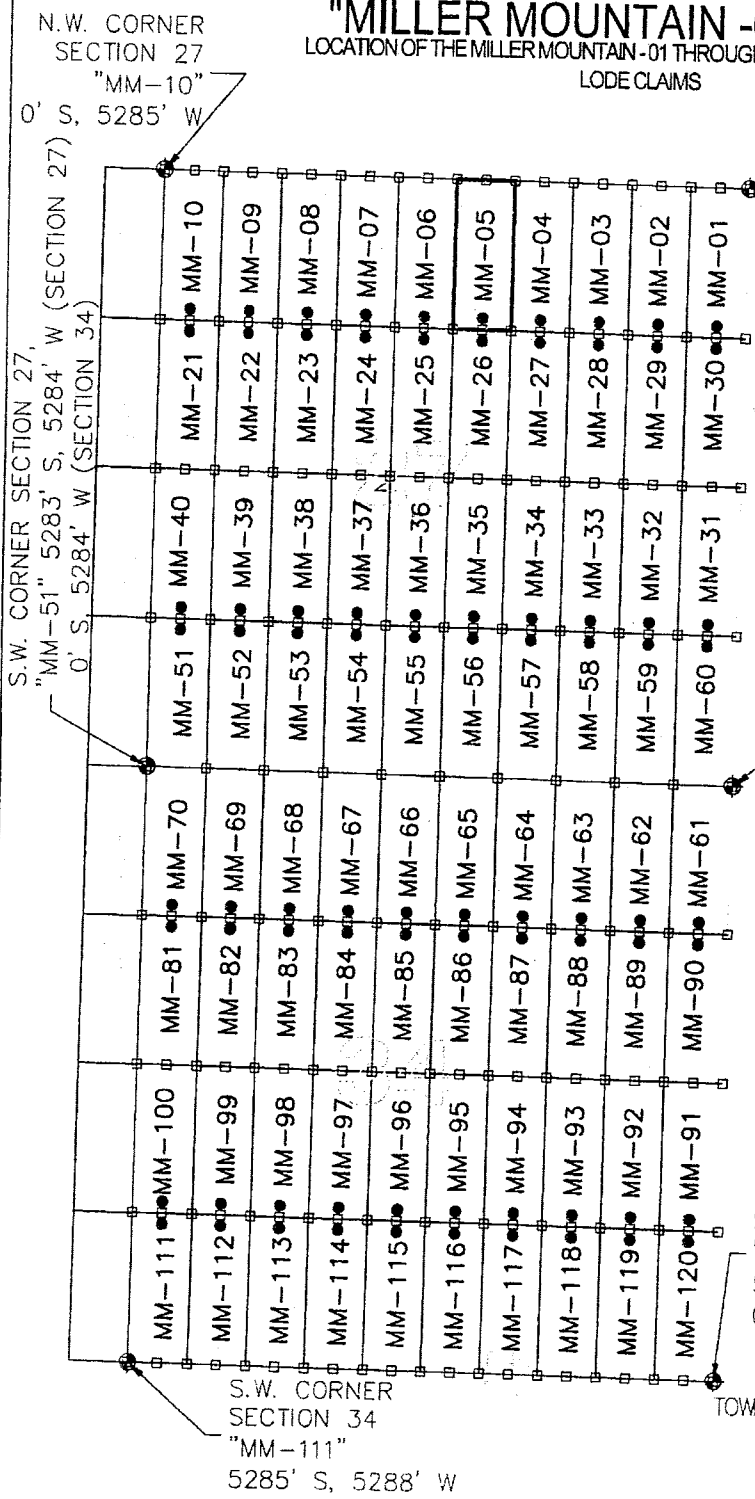 "MILLER MOUNTAIN -
LOCATION OF THE MILLER MOUNTAIN-01 THROUGH
LODE CLAIMS
N.W. CORNER
SECTION 27
"MM-10"
0' S, 5285' W
S.W. CORNER SECTION 27,
"MM-51" 5283' S, 5284' W (SECTION 27)
0' S 5284' W (SECTION 34)
MM-10
MM-09
MM-08
MM-07
MM-06
MM-05
MM-04
MM-03
MM-02
MM-01
MM-21
MM-22
MM-23
MM-24
MM-25
MM-26
MM-27
MM-28
MM-29
MM-30
MM-40
MM-39
MM-38
MM-37
MM-36
MM-35
MM-34
MM-33
MM-32
MM-31
MM-51
MM-52
MM-53
MM-54
MM-55
MM-56
MM-57
MM-58
MM-59
MM-60
MM-70
MM-69
MM-68
MM-67
MM-66
MM-65
MM-64
MM-63
MM-62
MM-61
MM-81
MM-82
MM-83
MM-84
MM-85
MM-86
MM-87
MM-88
MM-89
MM-90
34
MM-100
MM-99
MM-98
MM-97
MM-96
MM-95
MM-94
MM-93
MM-92
MM-91
MM-111
MM-112
MM-113
MM-114
MM-115
MM-116
MM-117
MM-118
MM-119
MM-120
S.W. CORNER
SECTION 34
"MM-111"
5285' S, 5288' W
TOW